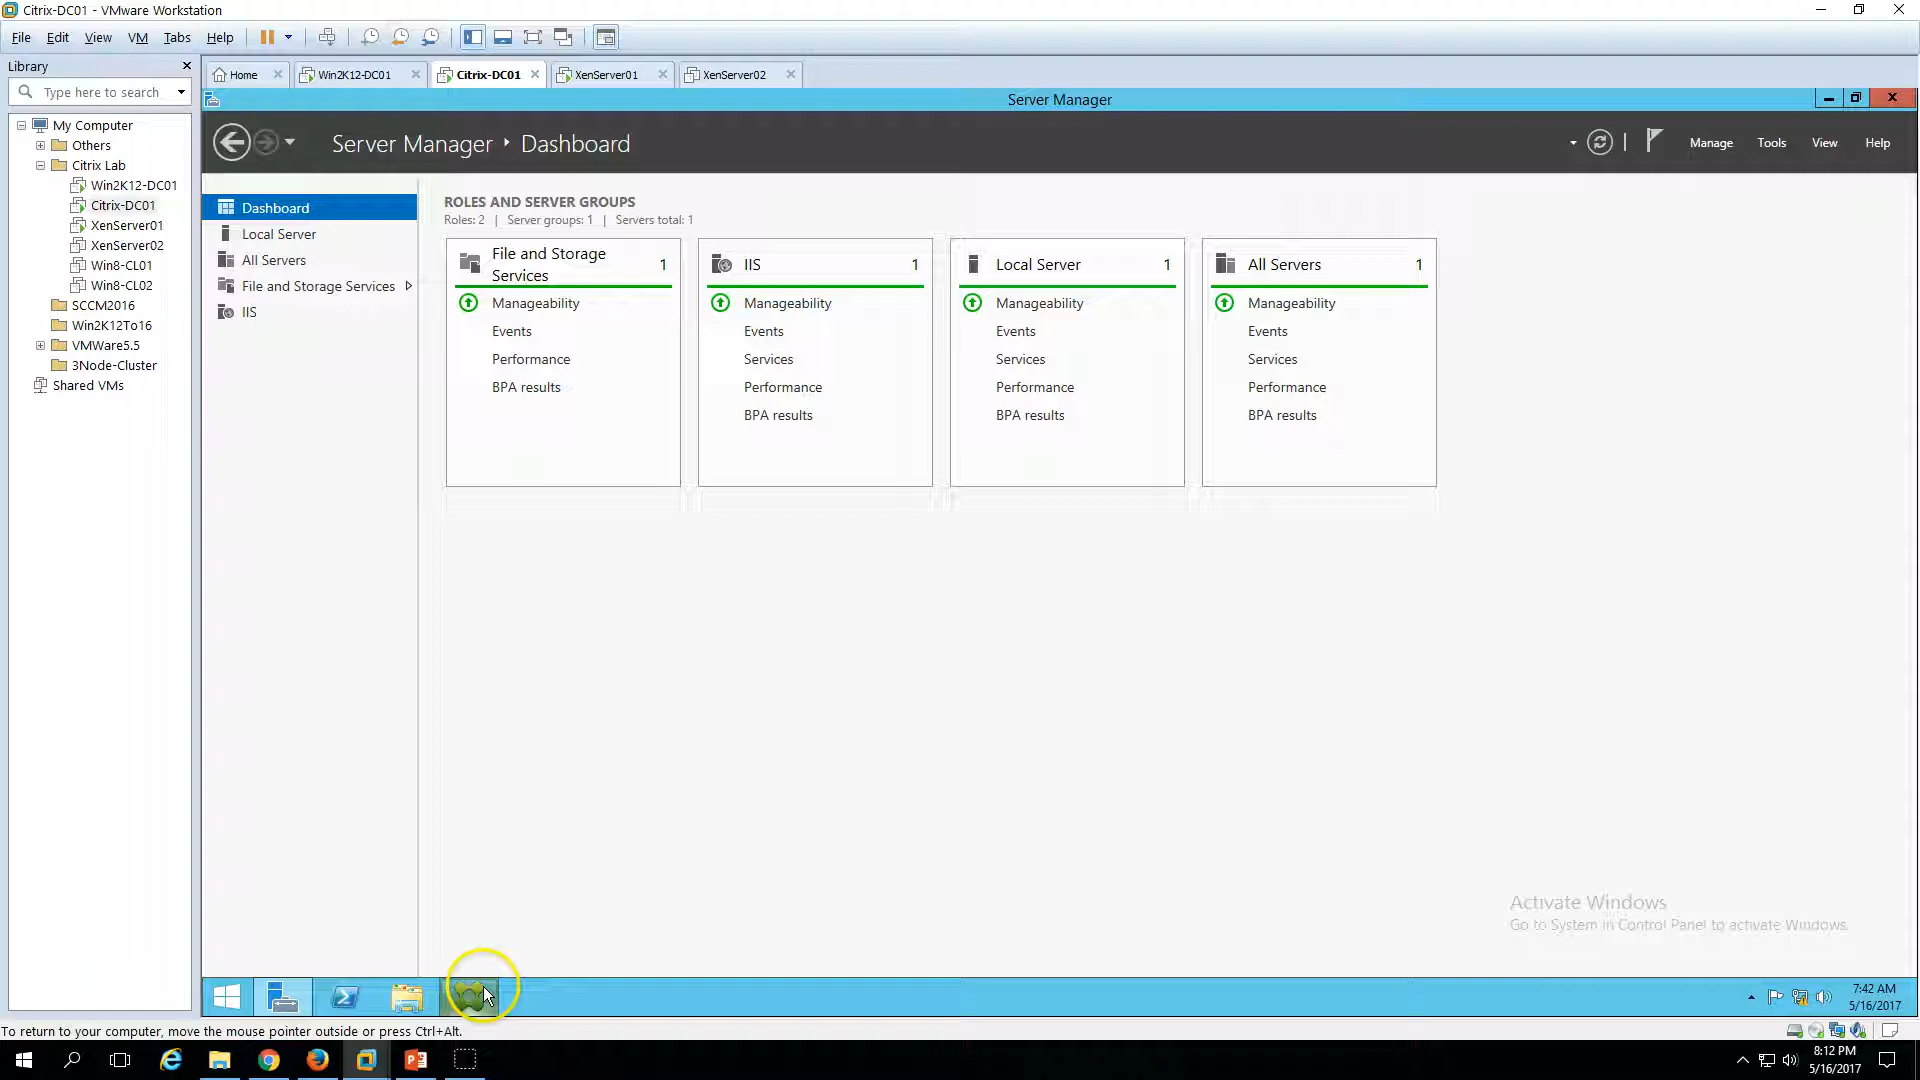 Citrix-DC01 - VMware Workstation
File Edit View VM Tabs Help
Library
Type here to search
My Computer
Others
Citrix Lab
Win2K12-DC01
Citrix-DC01
XenServer01
XenServer02
Win8-CL01
Win8-CL02
SCCM2016
Win2K12To16
VMWare5.5
3Node-Cluster
Shared VMs
Home Win2K12-DC01 Citrix-DC01 XenServer01 XenServer02
Server Manager
Server Manager Dashboard
Manage Tools View Help
Dashboard
Local Server
All Servers
File and Storage Services
IIS
ROLES AND SERVER GROUPS
Roles: 2 | Server groups: 1 | Servers total: 1
File and Storage Services 1
Manageability
Events
Performance
BPA results
IIS 1
Manageability
Events
Services
Performance
BPA results
Local Server 1
Manageability
Events
Services
Performance
BPA results
All Servers 1
Manageability
Events
Services
Performance
BPA results
Activate Windows
Go to System in Control Panel to activate Windows.
7:42 AM
5/16/2017
To return to your computer, move the mouse pointer outside or press Ctrl+Alt.
8:12 PM
5/16/2017